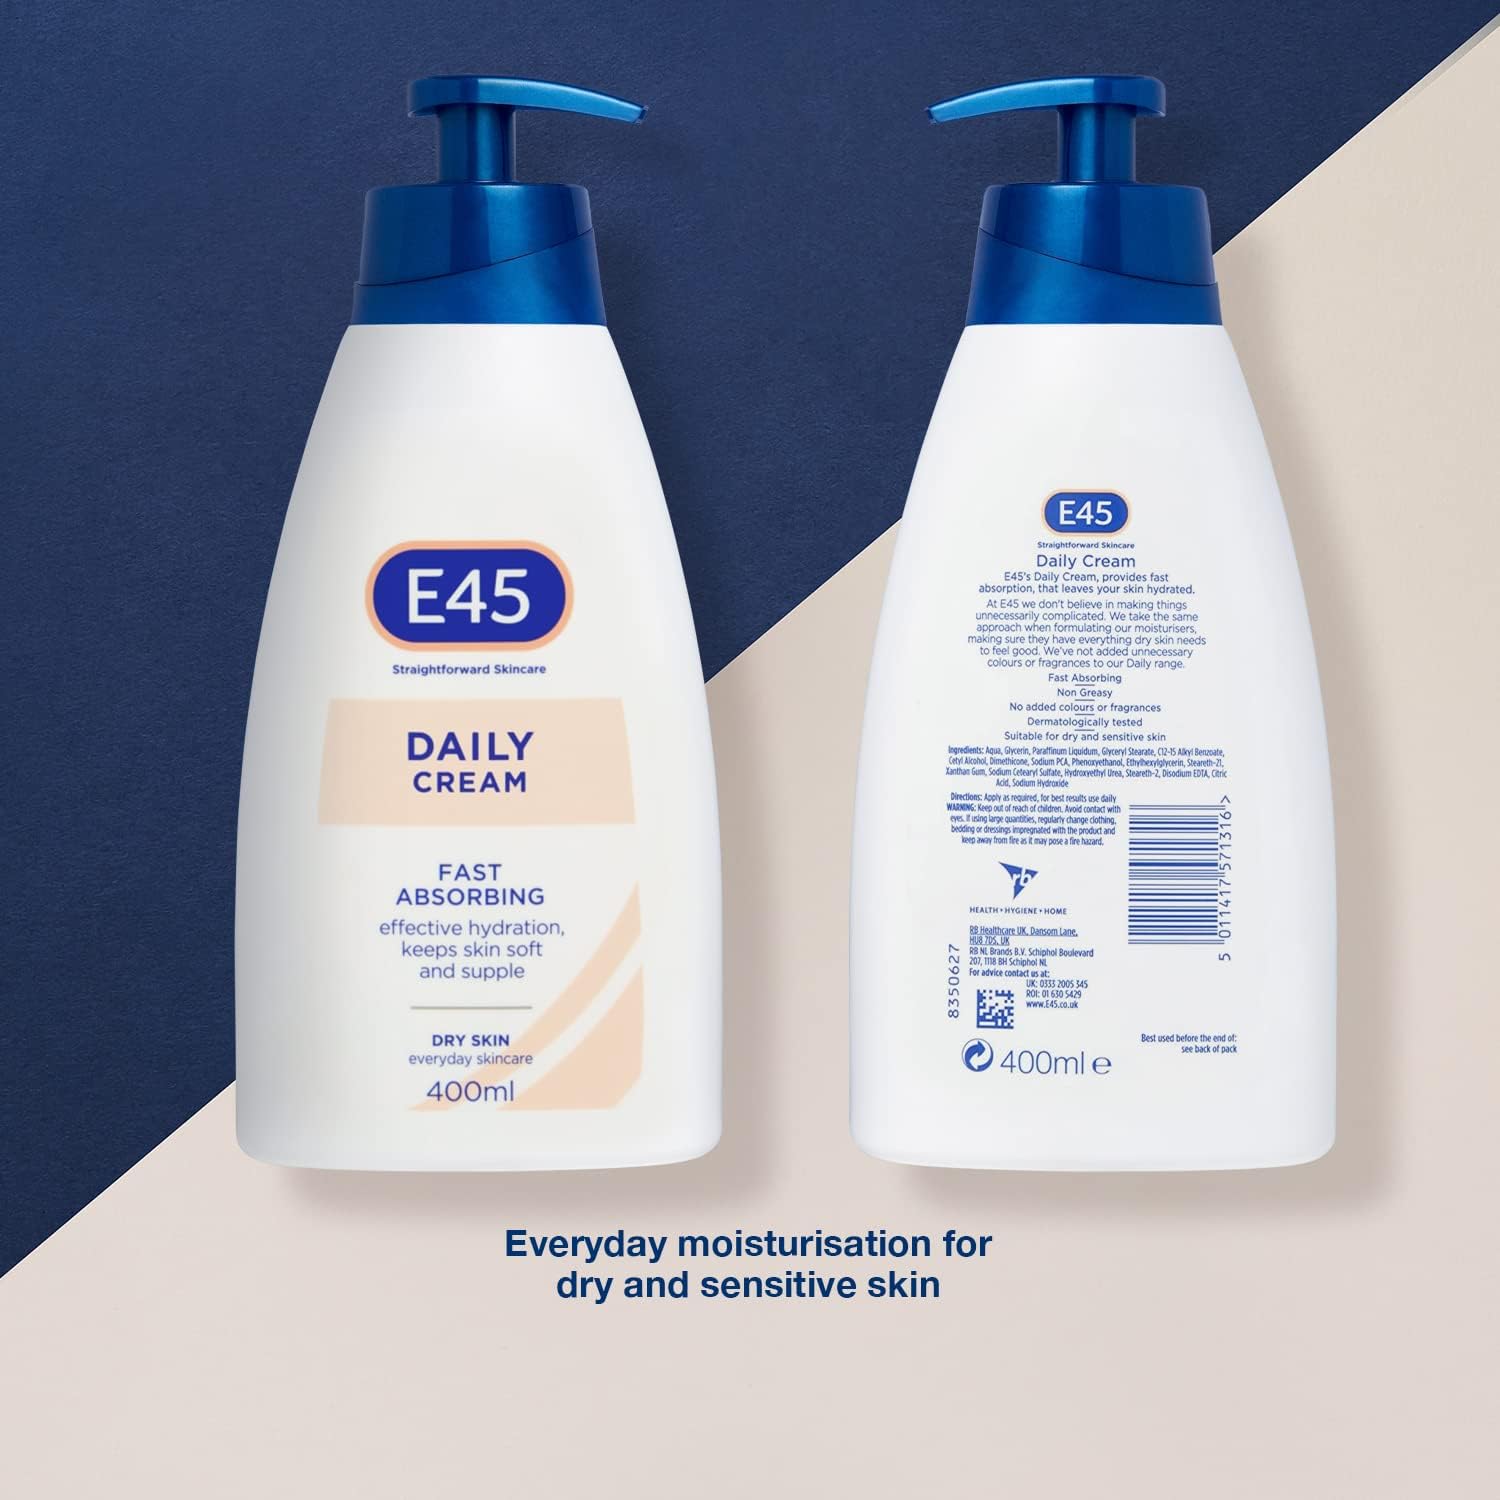 E45
Straightforward Skincare
DAILY
CREAM
FAST
ABSORBING
effective hydration,
keeps skin soft
and supple
DRY SKIN
everyday skincare
400ml
E45
Straightforward Skincare
Daily Cream
E45's Daily Cream, provides fast
absorption, that leaves your skin hydrated.
At E45 we don't believe in making things
unnecessarily complicated. We take the same
approach when formulating our moisturisers,
making sure they have everything dry skin needs
to feel good. We've not added unnecessary
colours or fragrances to our Daily range.
Fast Absorbing
Non Greasy
No added colours or fragrances
Dermatologically tested
Suitable for dry and sensitive skin
Ingredients: Aqua, Glycerin, Paraffinum Liquidum, Glyceryl Stearate, C12-15 Alkyl Benzoate,
Cetyl Alcohol, Dimethicone, Sodium PCA, Phenoxyethanol, Ethylhexylglycerin, Steareth-21,
Xanthan Gum, Sodium Cetearyl Sulfate, Hydroxyethyl Urea, Steareth-2, Disodium EDTA, Citric
Acid, Sodium Hydroxide
Directions: Apply as required, for best results use daily
WARNING: Keep out of reach of children. Avoid contact with
eyes. If using large quantities, regularly change clothing,
bedding or dressings impregnated with the product and
keep away from fire as it may pose a fire hazard.
5 011417 571316 >
rb
HEALTH • HYGIENE • HOME
RB Healthcare UK, Dansom Lane,
HU8 7DS, UK
RB NL Brands B.V. Schiphol Boulevard
207, 1118 BH Schiphol NL
For advice contact us at:
UK: 0333 2005 345
ROI: 01 630 5429
www.E45.co.uk
8350627
400ml e
Best used before the end of:
see back of pack
Everyday moisturisation for
dry and sensitive skin